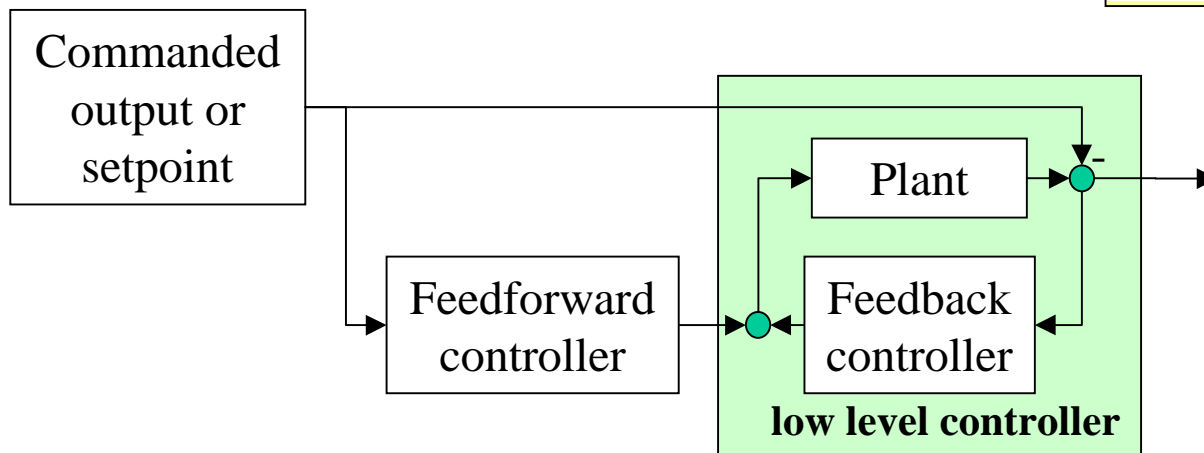 Commanded
output or
setpoint
-
Plant
Feedforward
controller
Feedback
controller
low level controller